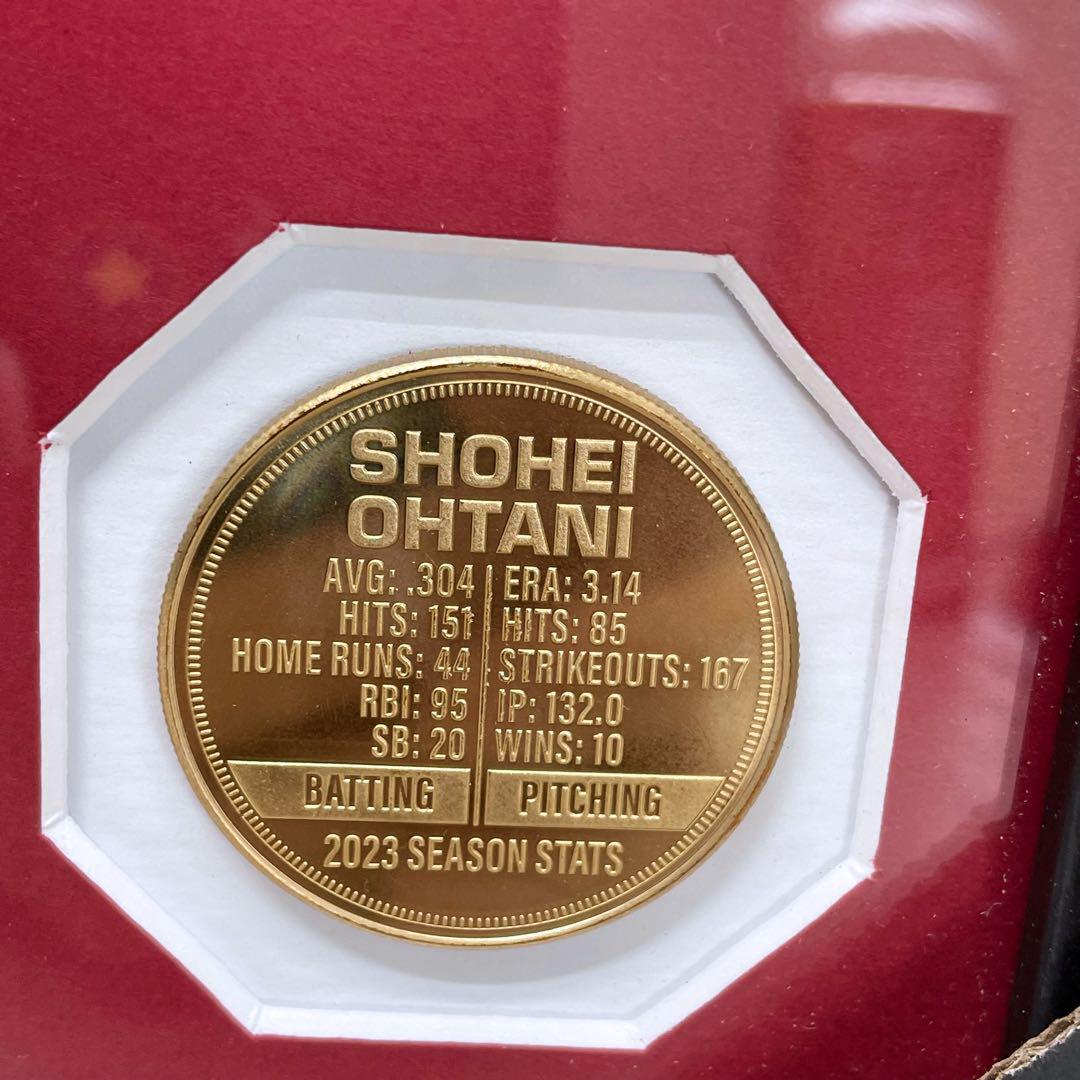 SHOHEI
OHTANI
AVG: .304 | ERA: 3.14
HITS: 151 | HITS: 85
HOME RUNS: 44 | STRIKEOUTS: 167
RBI: 95 | IP: 132.0
SB: 20 | WINS: 10
BATTING | PITCHING
2023 SEASON STATS